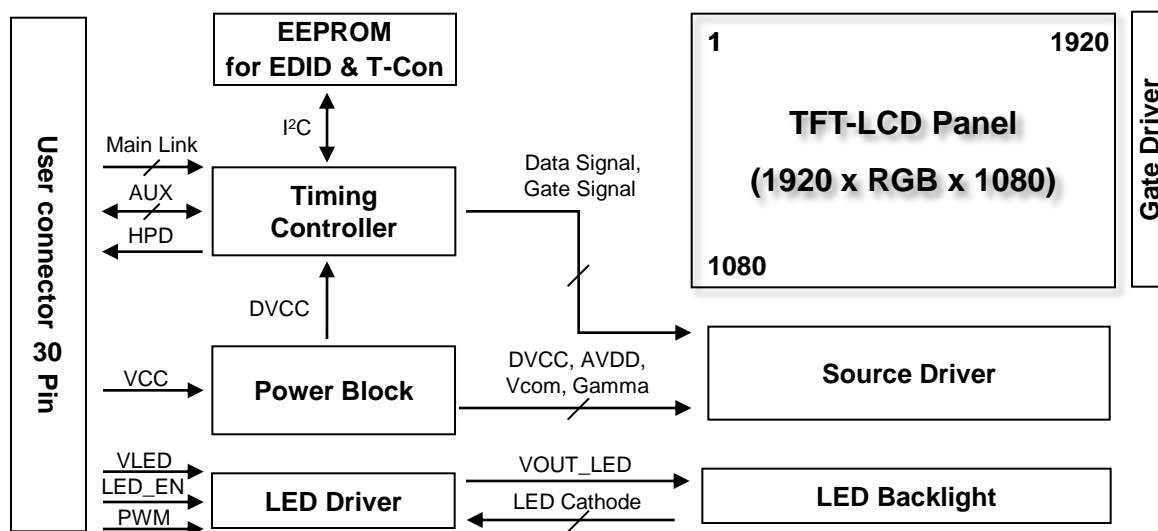 EEPROM
for EDID & T-Con
I²C
User connector 30 Pin
Main Link
AUX
HPD
Timing
Controller
Data Signal,
Gate Signal
1
1920
TFT-LCD Panel
(1920 x RGB x 1080)
1080
Gate Driver
DVCC
VCC
Power Block
DVCC, AVDD,
Vcom, Gamma
Source Driver
VLED
LED_EN
PWM
LED Driver
VOUT_LED
LED Cathode
LED Backlight